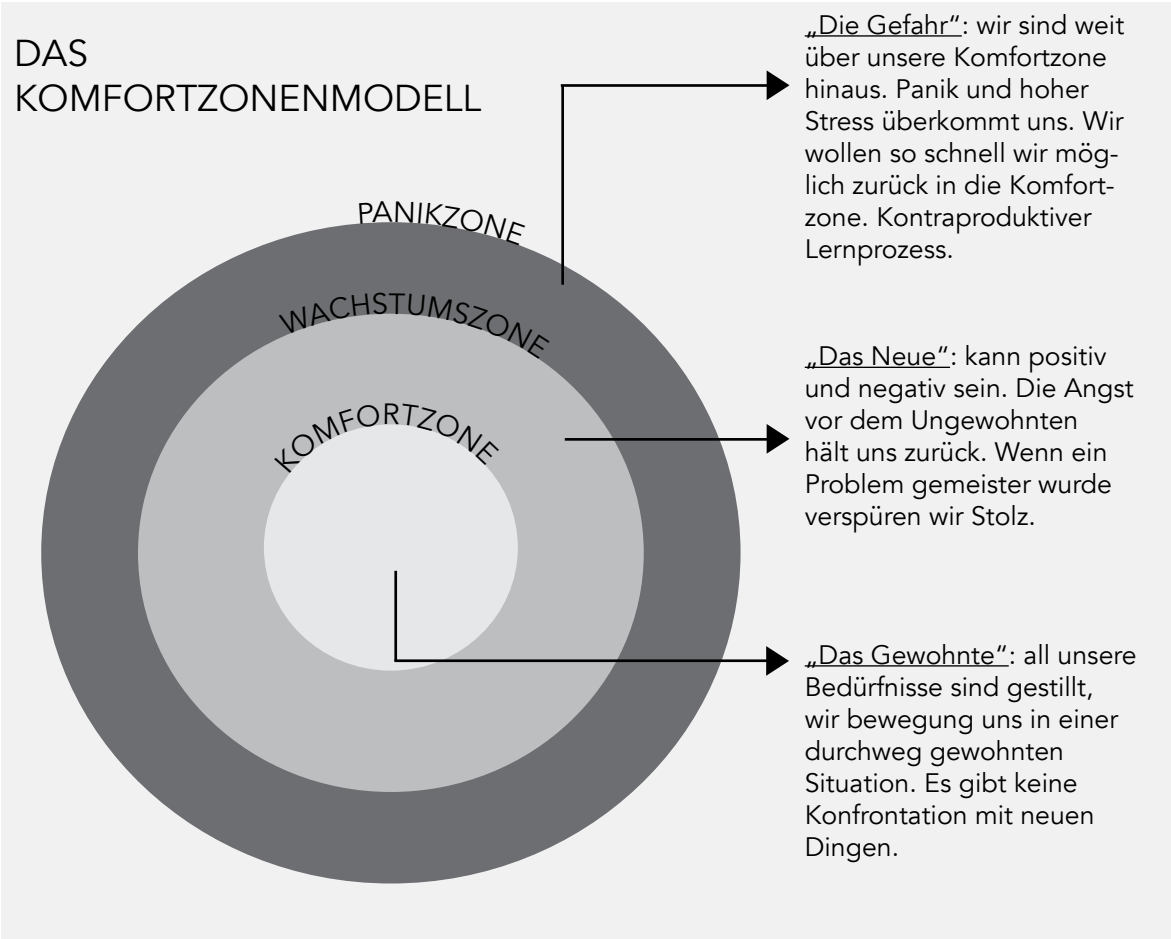 DAS
KOMFORTZONENMODELL
PANIKZONE
WACHSTUMSZONE
KOMFORTZONE
„Die Gefahr“: wir sind weit
über unsere Komfortzone
hinaus. Panik und hoher
Stress überkommt uns. Wir
wollen so schnell wir mög-
lich zurück in die Komfort-
zone. Kontraproduktiver
Lernprozess.
„Das Neue“: kann positiv
und negativ sein. Die Angst
vor dem Ungewohnten
hält uns zurück. Wenn ein
Problem gemeister wurde
verspüren wir Stolz.
„Das Gewohnte“: all unsere
Bedürfnisse sind gestillt,
wir bewegung uns in einer
durchweg gewohnten
Situation. Es gibt keine
Konfrontation mit neuen
Dingen.